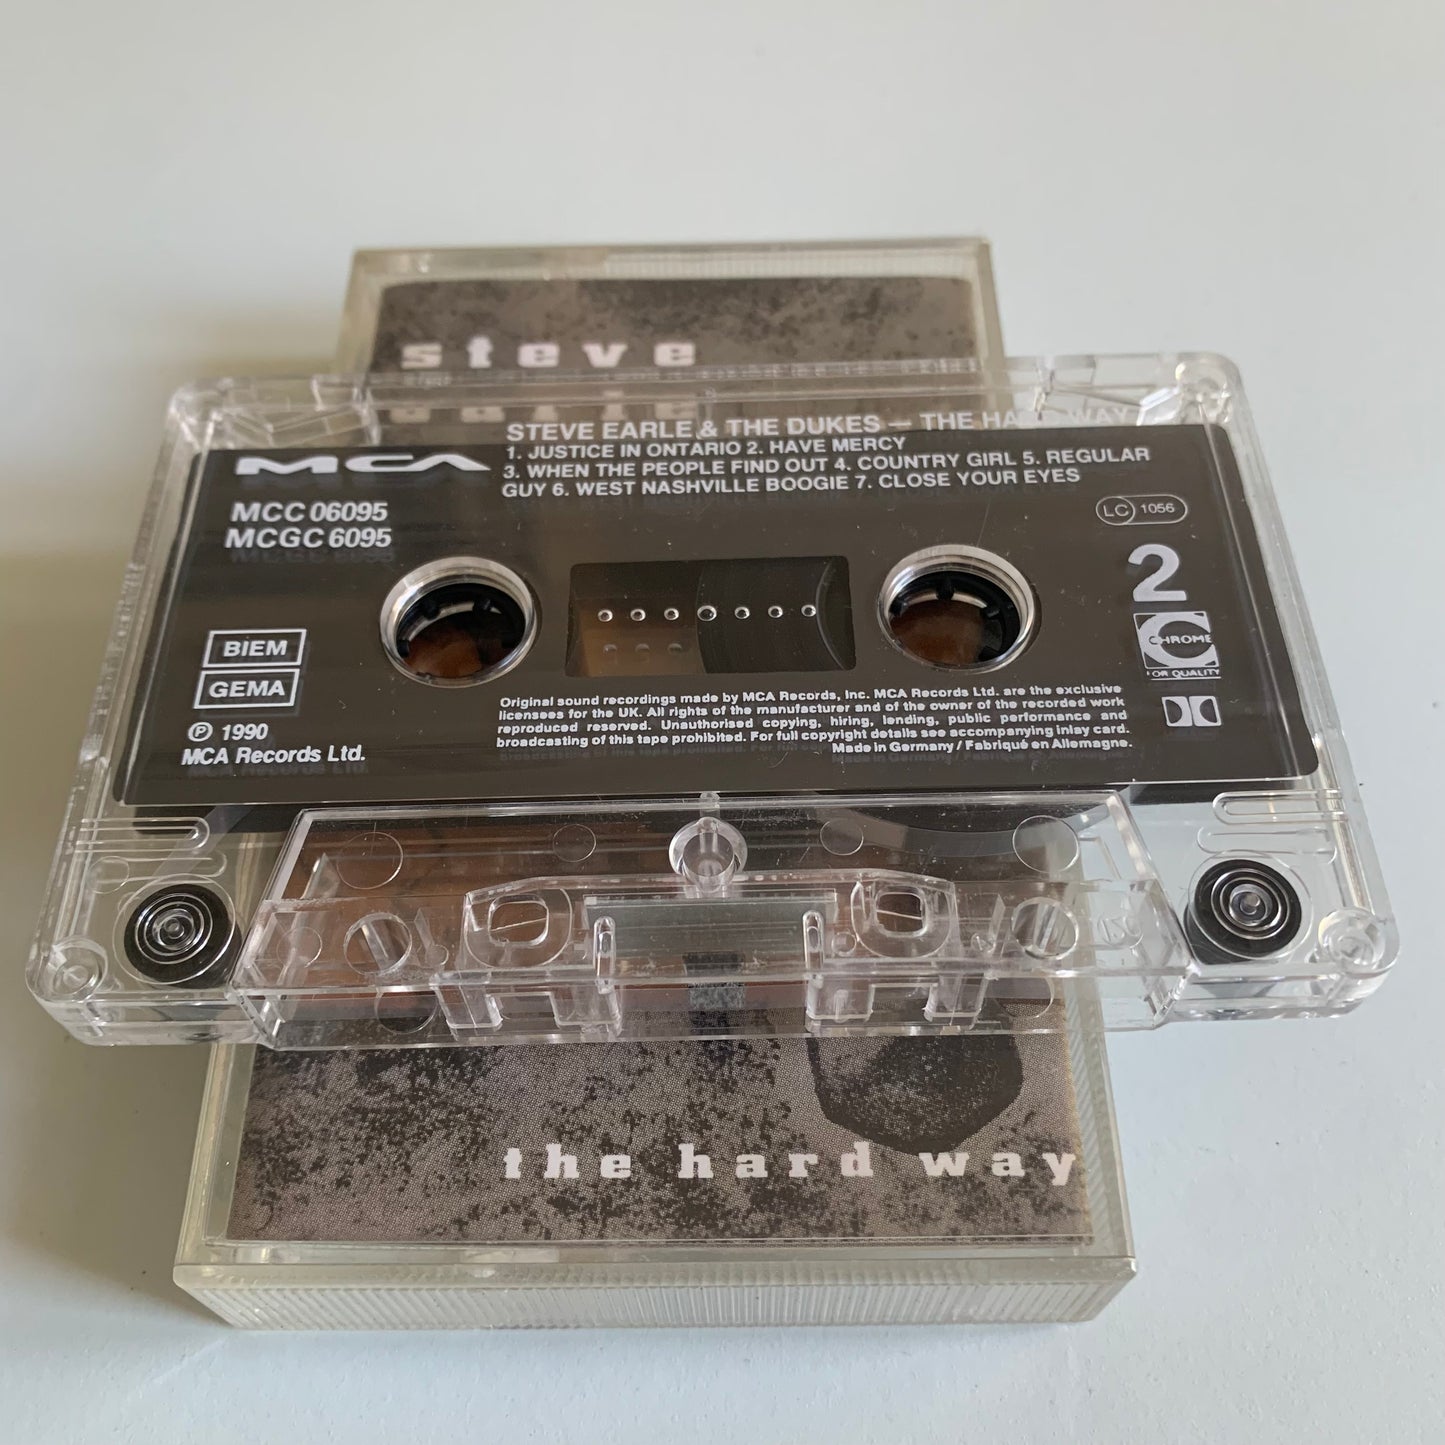 steve
earle
STEVE EARLE & THE DUKES — THE HARD WAY
1. JUSTICE IN ONTARIO 2. HAVE MERCY
3. WHEN THE PEOPLE FIND OUT 4. COUNTRY GIRL 5. REGULAR
GUY 6. WEST NASHVILLE BOOGIE 7. CLOSE YOUR EYES
MCA
MCC 06095
MCGC 6095
LC 1056
2
CHROME
FOR QUALITY
BIEM
GEMA
℗ 1990
MCA Records Ltd.
Original sound recordings made by MCA Records, Inc. MCA Records Ltd. are the exclusive
licensees for the UK. All rights of the manufacturer and of the owner of the recorded work
reproduced reserved. Unauthorised copying, hiring, lending, public performance and
broadcasting of this tape prohibited. For full copyright details see accompanying inlay card.
Made in Germany / Fabriqué en Allemagne.
the hard way